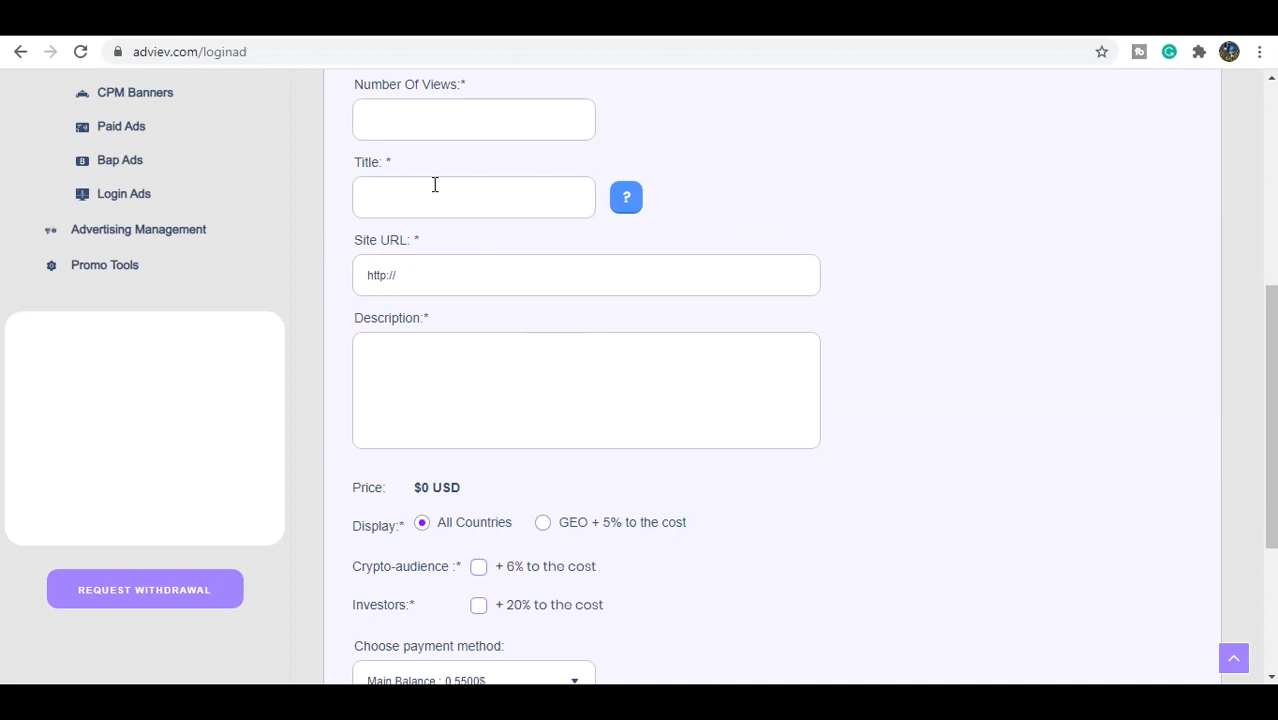 adviev.com/loginad
CPM Banners
Paid Ads
Bap Ads
Login Ads
Advertising Management
Promo Tools
REQUEST WITHDRAWAL
Number Of Views:*
Title: *
?
Site URL: *
http://
Description:*
Price: $0 USD
Display:* All Countries GEO + 5% to the cost
Crypto-audience :* + 6% to the cost
Investors:* + 20% to the cost
Choose payment method:
Main Balance : 0.5500$